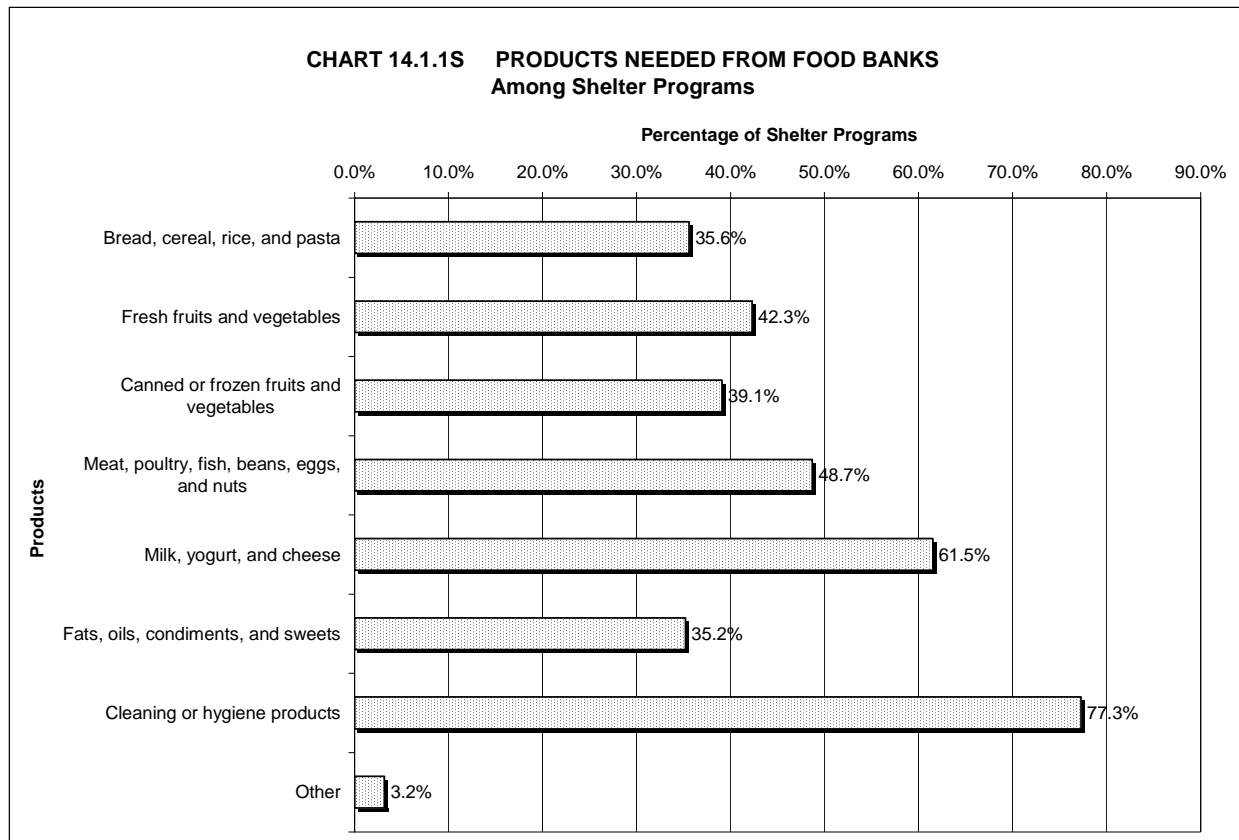 CHART 14.1.1S PRODUCTS NEEDED FROM FOOD BANKS
Among Shelter Programs
Percentage of Shelter Programs
0.0% 10.0% 20.0% 30.0% 40.0% 50.0% 60.0% 70.0% 80.0% 90.0%
Products
Bread, cereal, rice, and pasta 35.6%
Fresh fruits and vegetables 42.3%
Canned or frozen fruits and
vegetables 39.1%
Meat, poultry, fish, beans, eggs,
and nuts 48.7%
Milk, yogurt, and cheese 61.5%
Fats, oils, condiments, and sweets 35.2%
Cleaning or hygiene products 77.3%
Other 3.2%